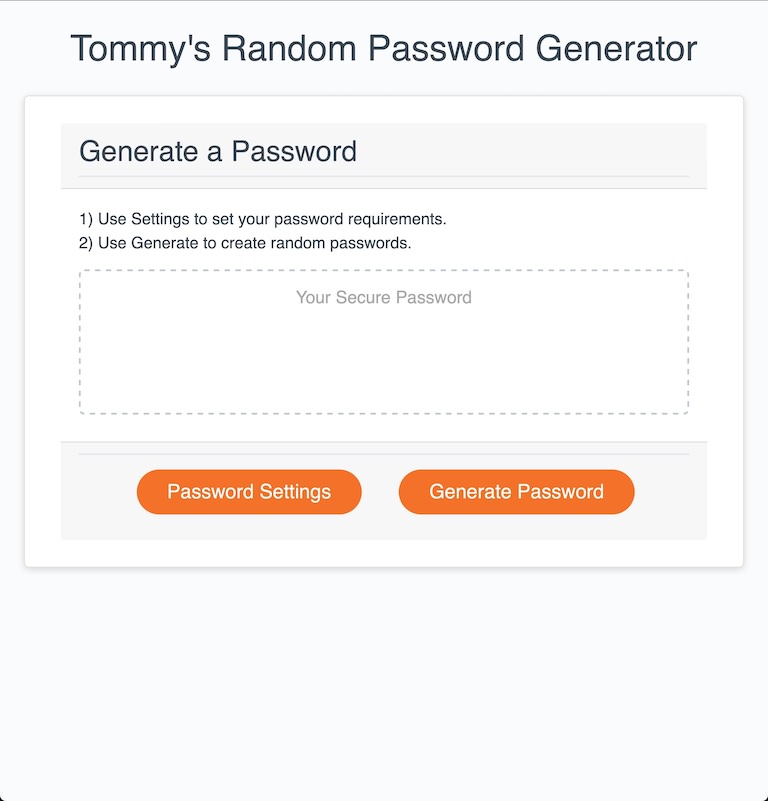 Tommy's Random Password Generator
Generate a Password
1) Use Settings to set your password requirements.
2) Use Generate to create random passwords.
Your Secure Password
Password Settings
Generate Password